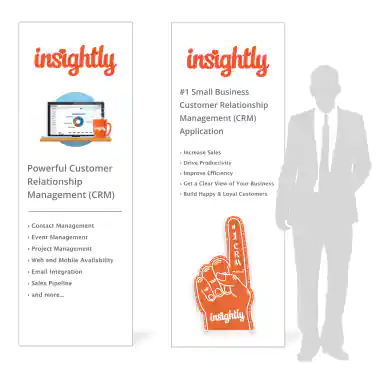 insightly
Powerful Customer
Relationship
Management (CRM)
› Contact Management
› Event Management
› Project Management
› Web and Mobile Availability
› Email Integration
› Sales Pipeline
› and more...
insightly
#1 Small Business
Customer Relationship
Management (CRM)
Application
› Increase Sales
› Drive Productivity
› Improve Efficiency
› Get a Clear View of Your Business
› Build Happy & Loyal Customers
#1 CRM
insightly